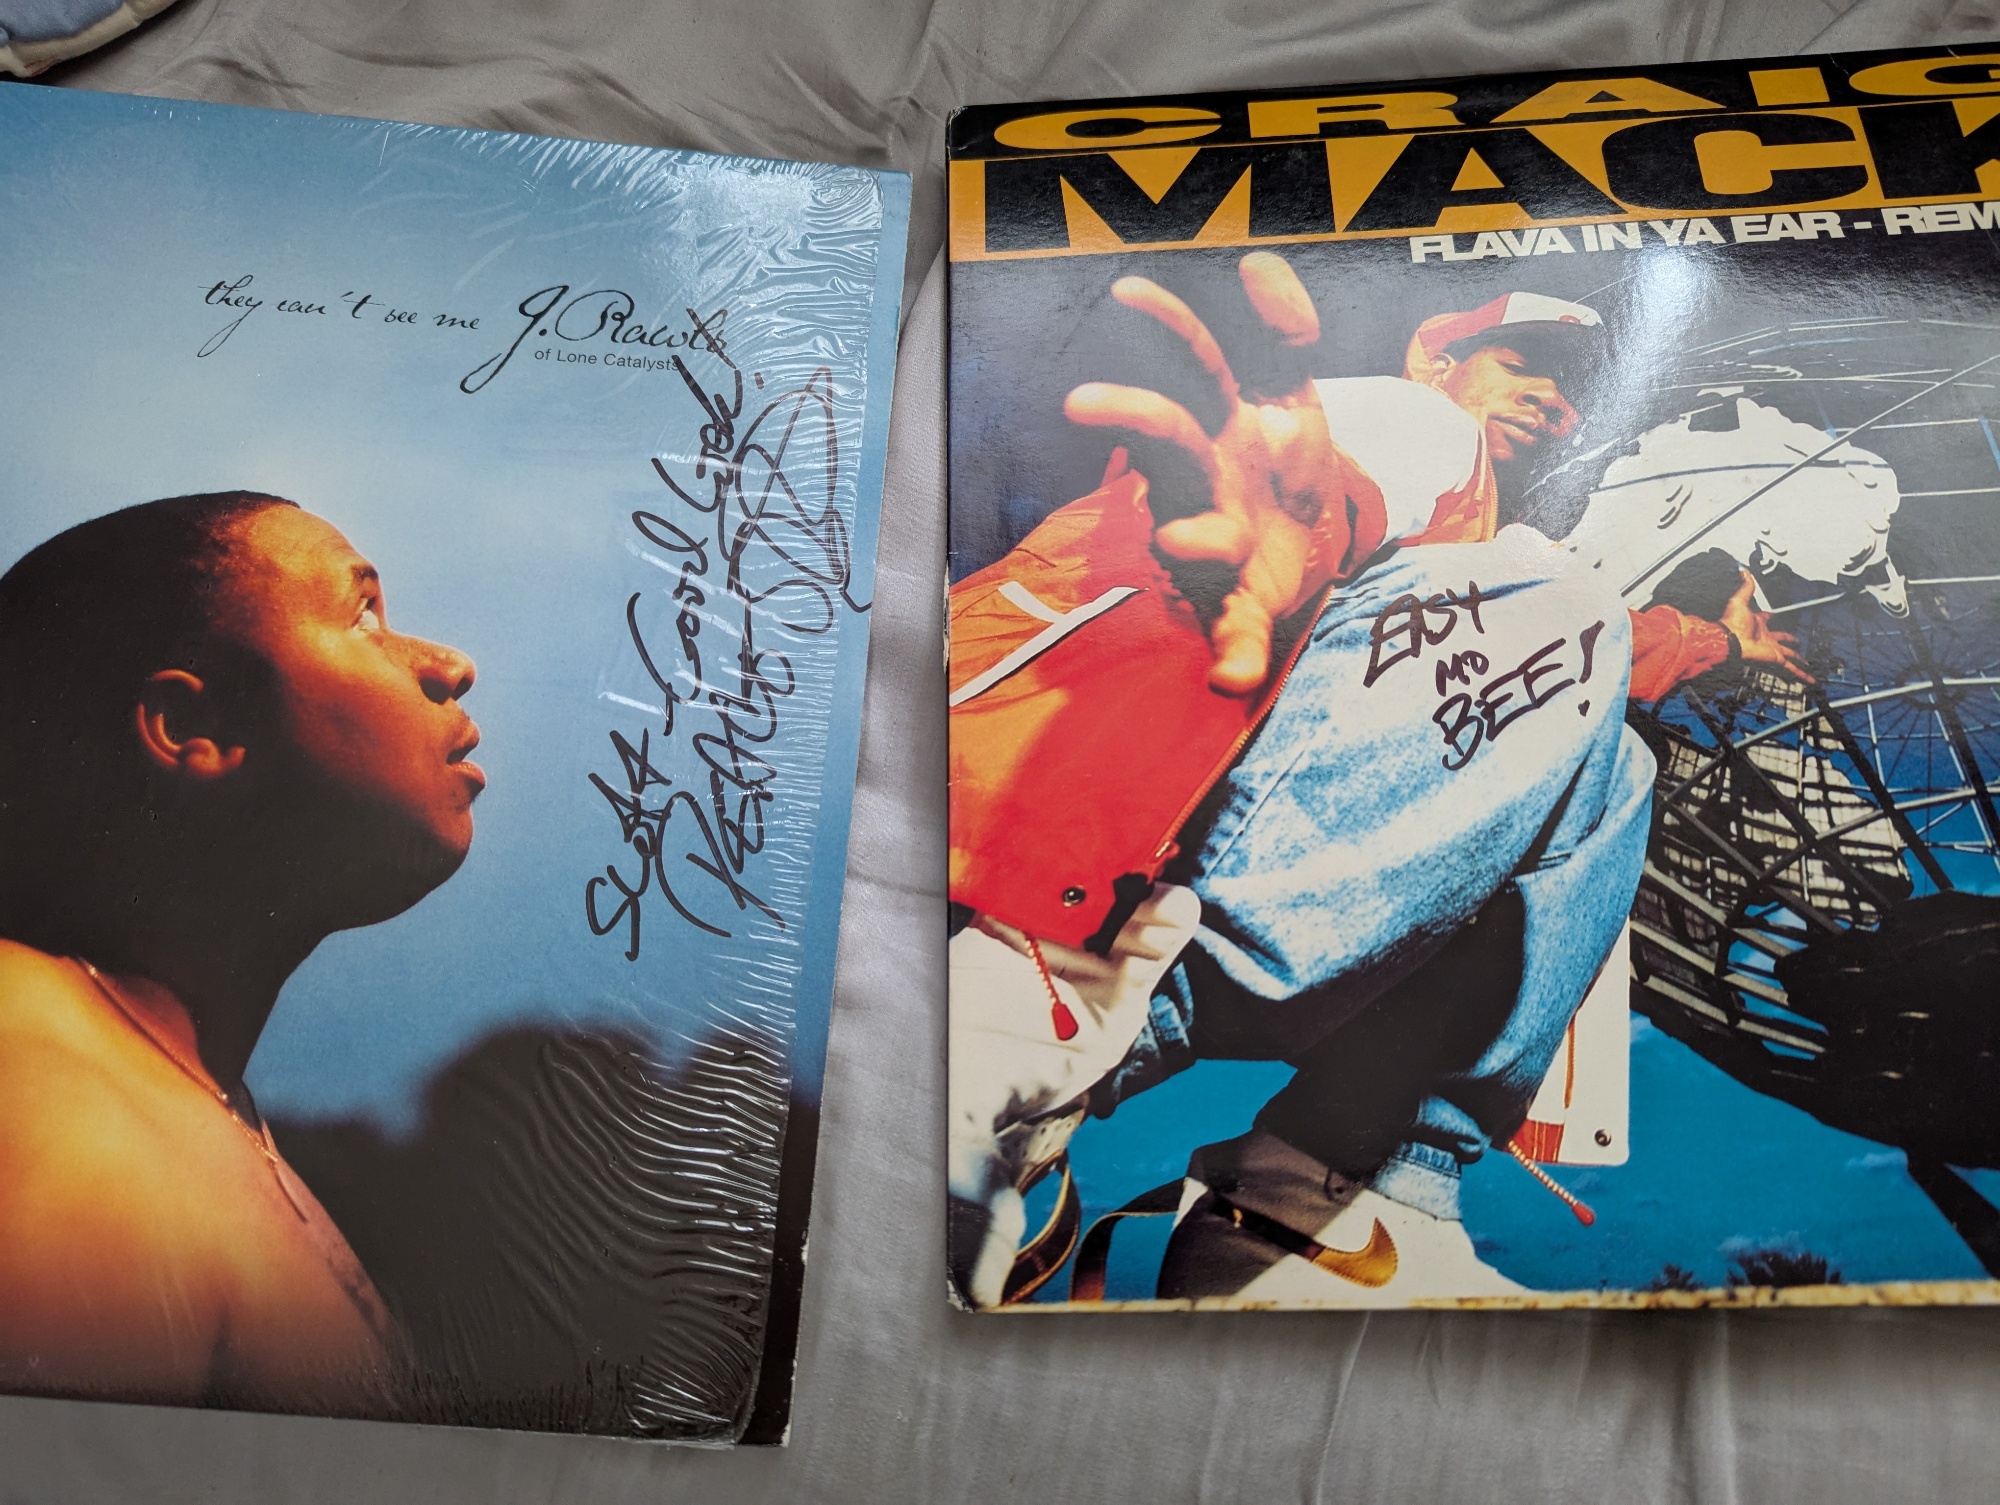 they can't see me J. Rawls
of Lone Catalysts
CRAIG
MACK
FLAVA IN YA EAR - REM
EASY
MO
BEE!